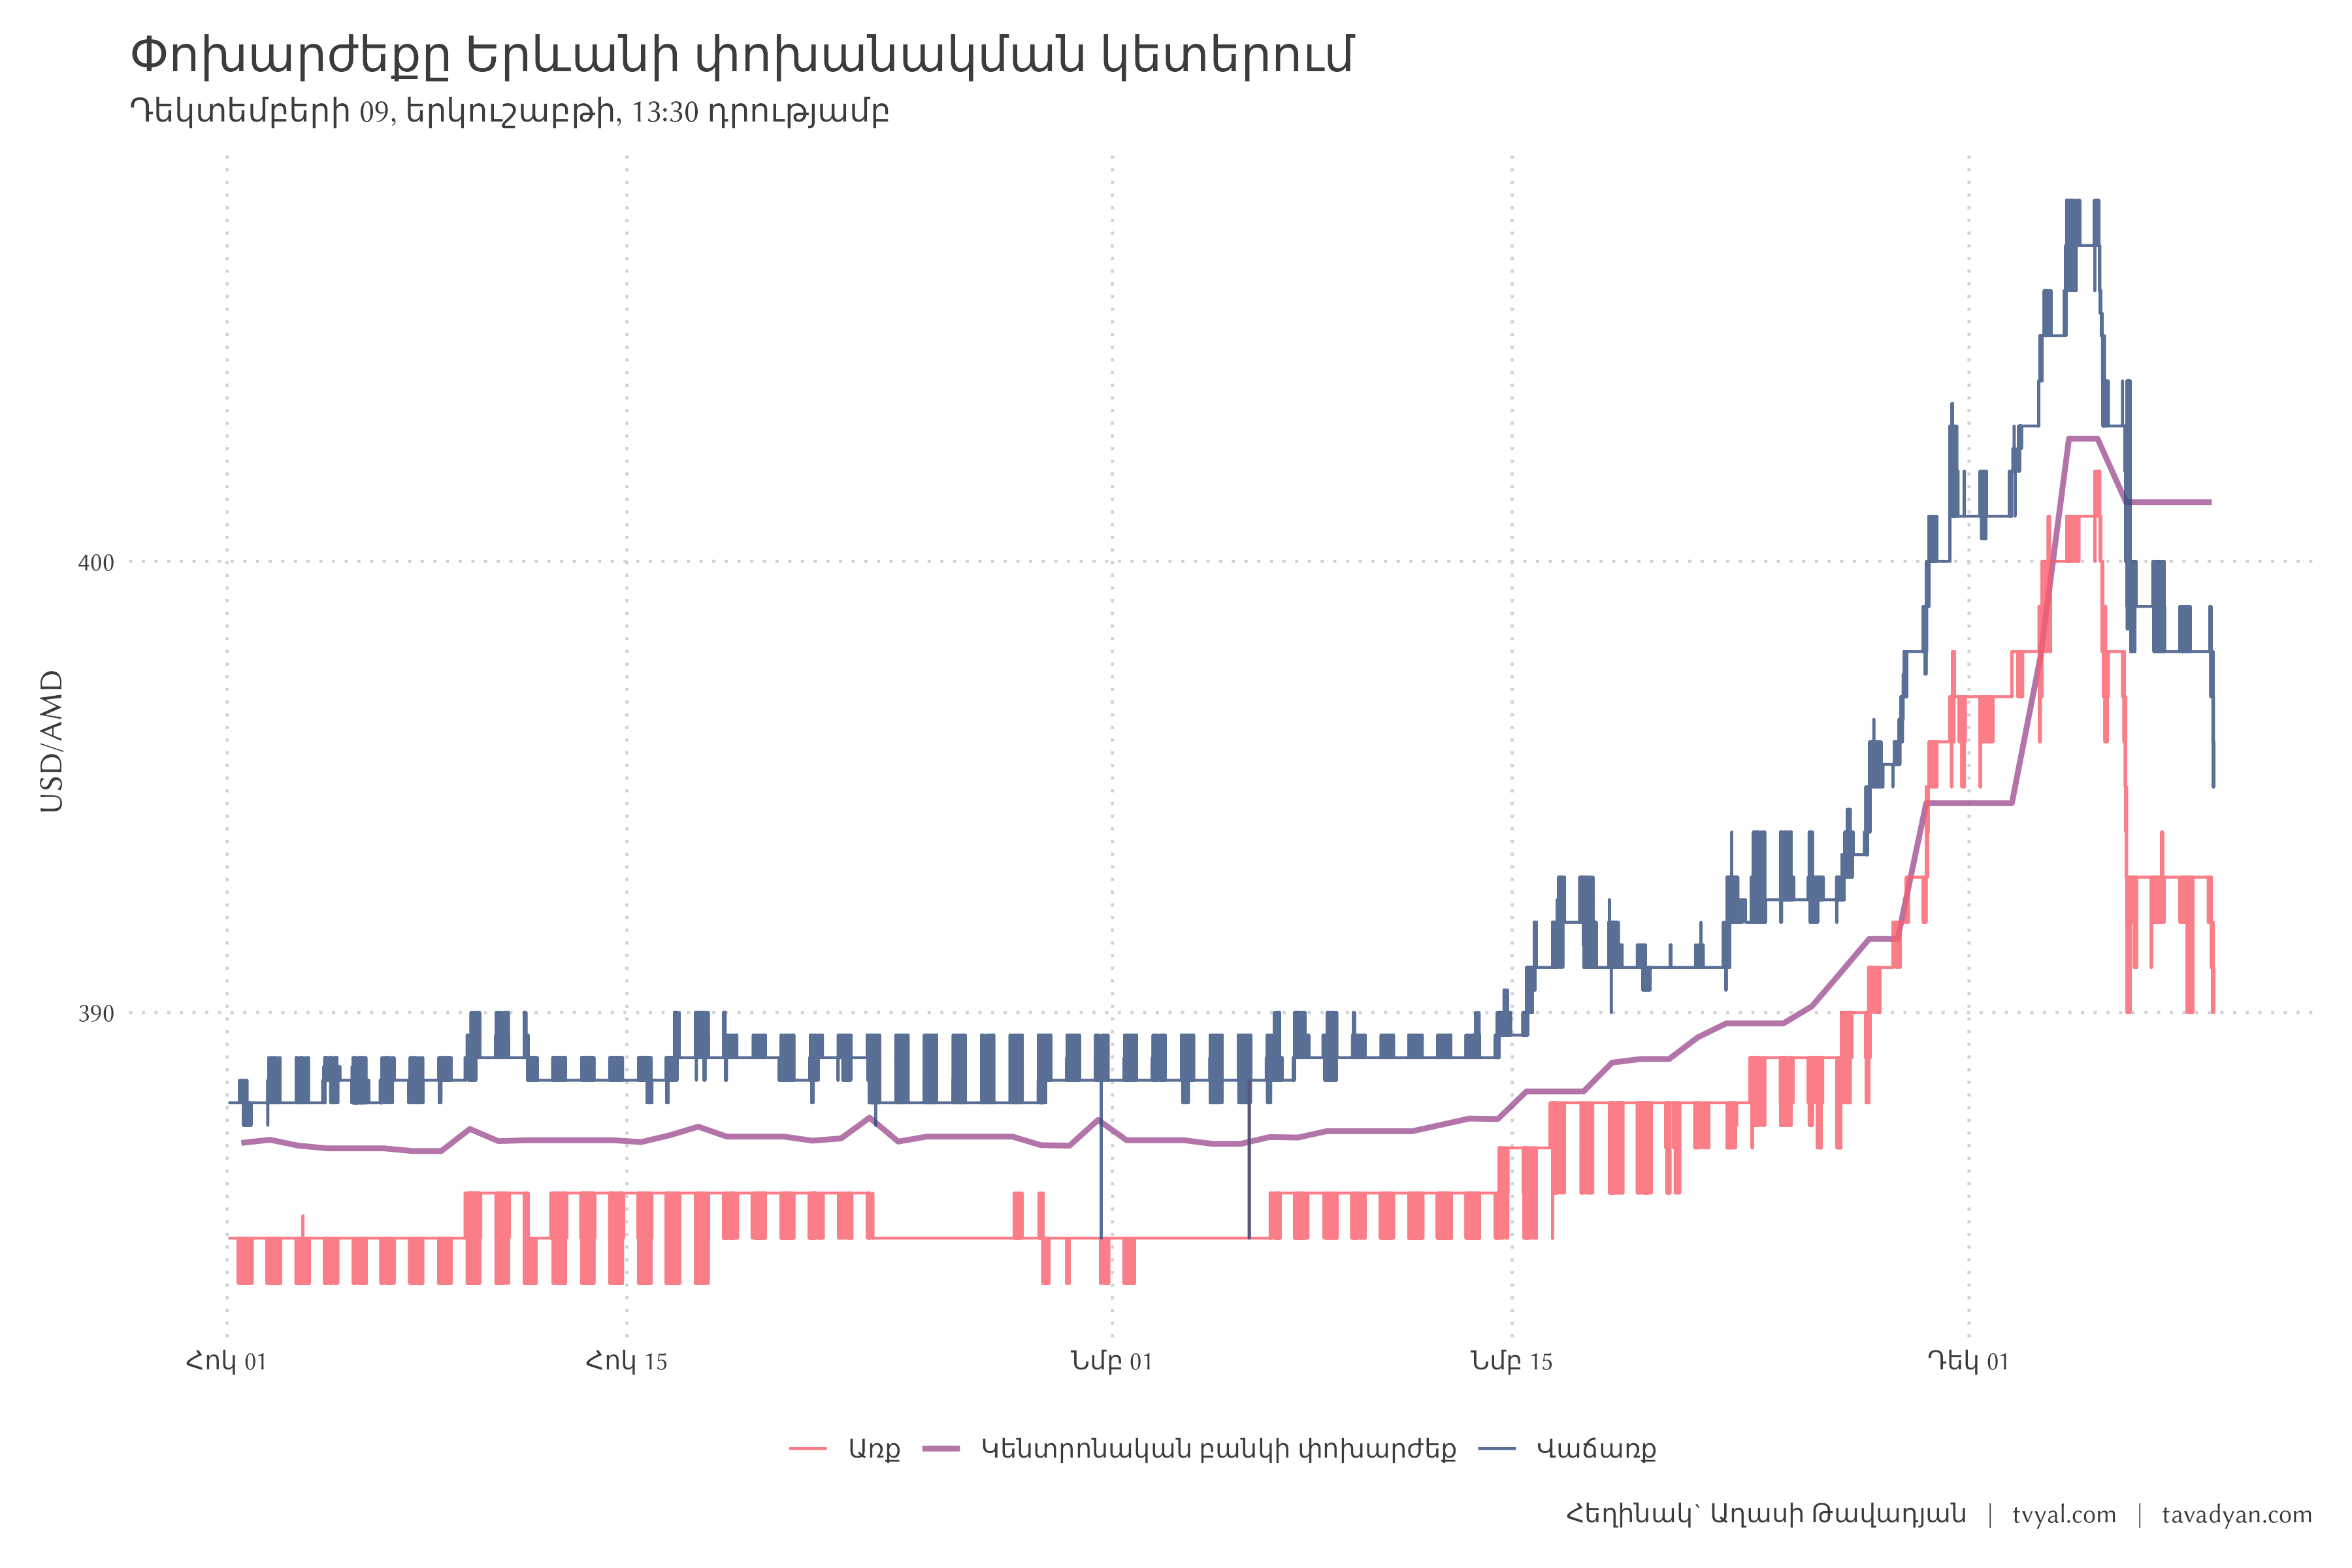 Փոխարժեքը Երևանի փոխանակման կետերում
Դեկտեմբերի 09, երկուշաբթի, 13:30 դրությամբ
USD/AMD
400
390
Հոկ 01
Հոկ 15
Նմբ 01
Նմբ 15
Դեկ 01
Առք
Կենտրոնական բանկի փոխարժեք
Վաճառք
Հեղինակ` Աղասի Թավադյան | tvyal.com | tavadyan.com